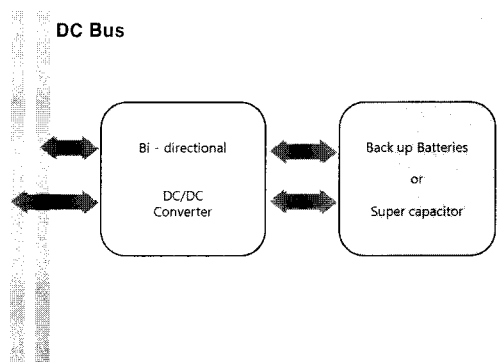 DC Bus
Bi - directional
DC/DC
Converter
Back up Batteries
or
Super capacitor